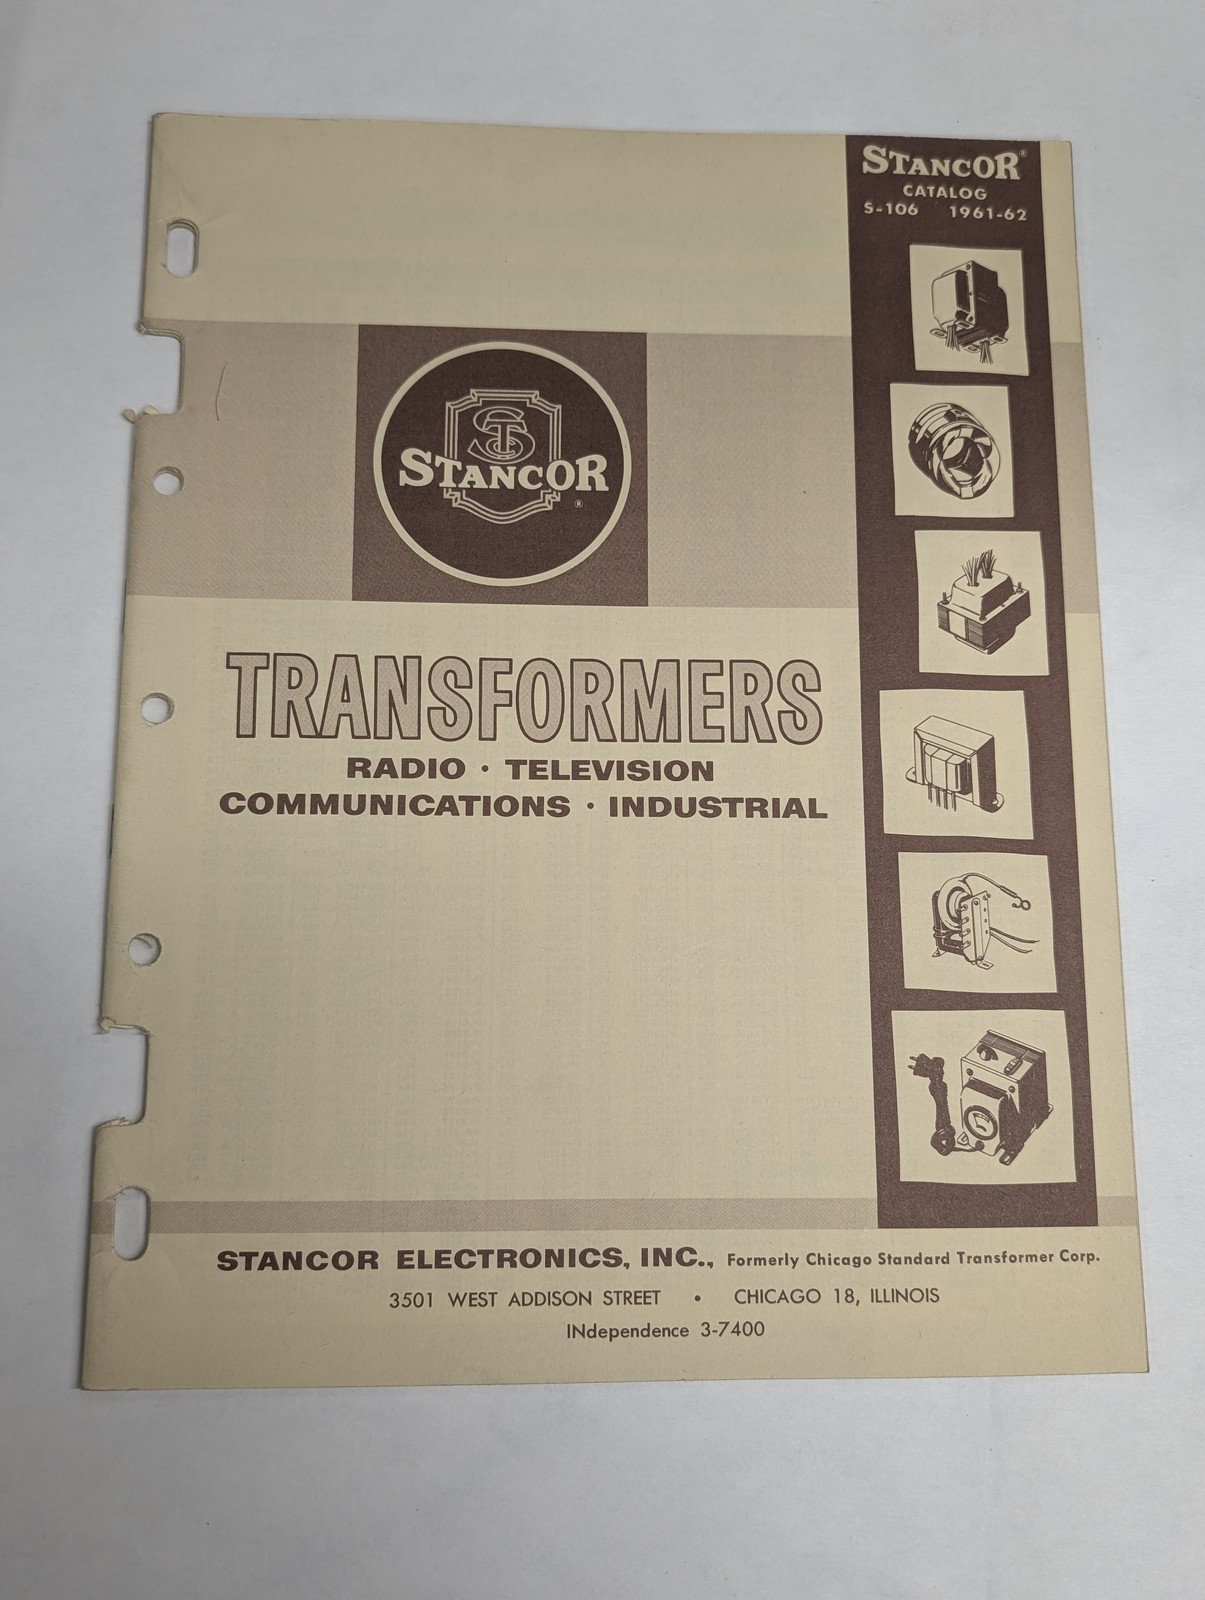 STANCOR®
CATALOG
S-106 1961-62
STS
STANCOR
®
TRANSFORMERS
RADIO · TELEVISION
COMMUNICATIONS · INDUSTRIAL
STANCOR ELECTRONICS, INC., Formerly Chicago Standard Transformer Corp.
3501 WEST ADDISON STREET • CHICAGO 18, ILLINOIS
INdependence 3-7400